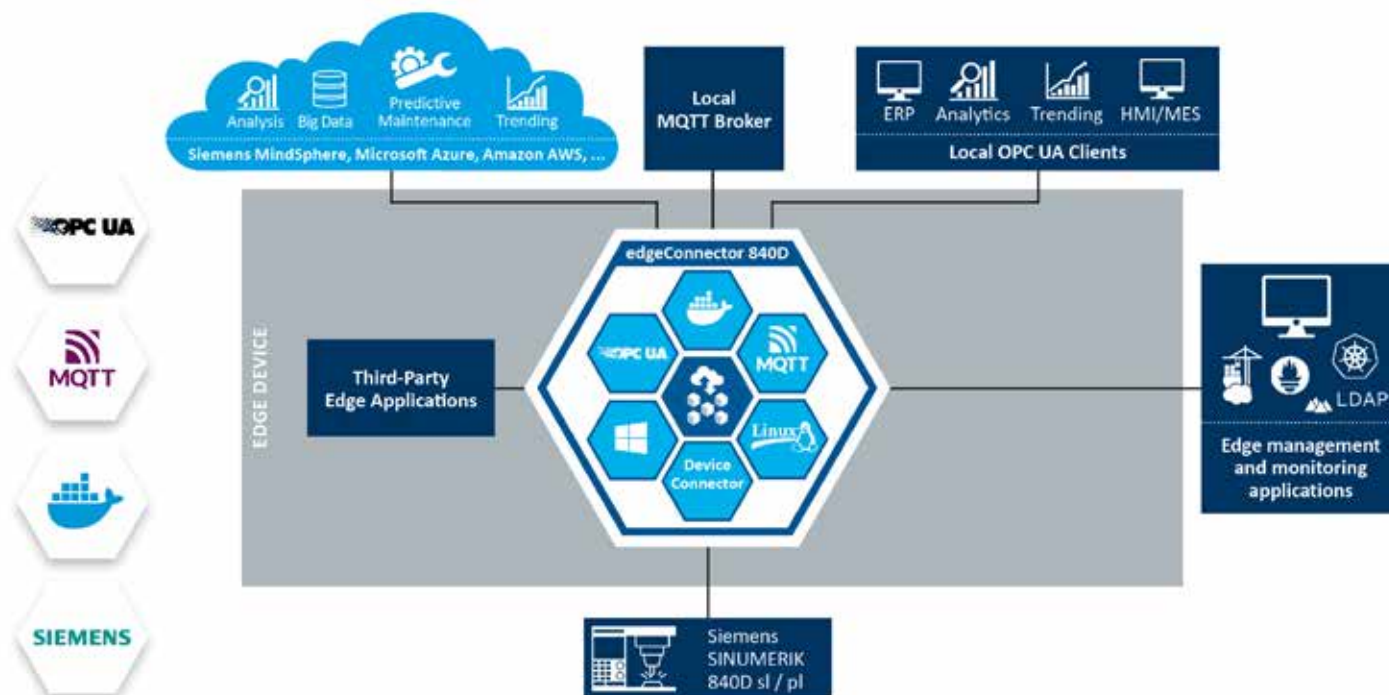 Analysis
Big Data
Predictive
Maintenance
Trending
Siemens MindSphere, Microsoft Azure, Amazon AWS, ...
Local
MQTT Broker
ERP
Analytics
Trending
HMI/MES
Local OPC UA Clients
OPC UA
MQTT
SIEMENS
EDGE DEVICE
Third-Party
Edge Applications
edgeConnector 840D
OPC UA
MQTT
Linux
Device
Connector
LDAP
Edge management
and monitoring
applications
Siemens
SINUMERIK
840D sl / pl